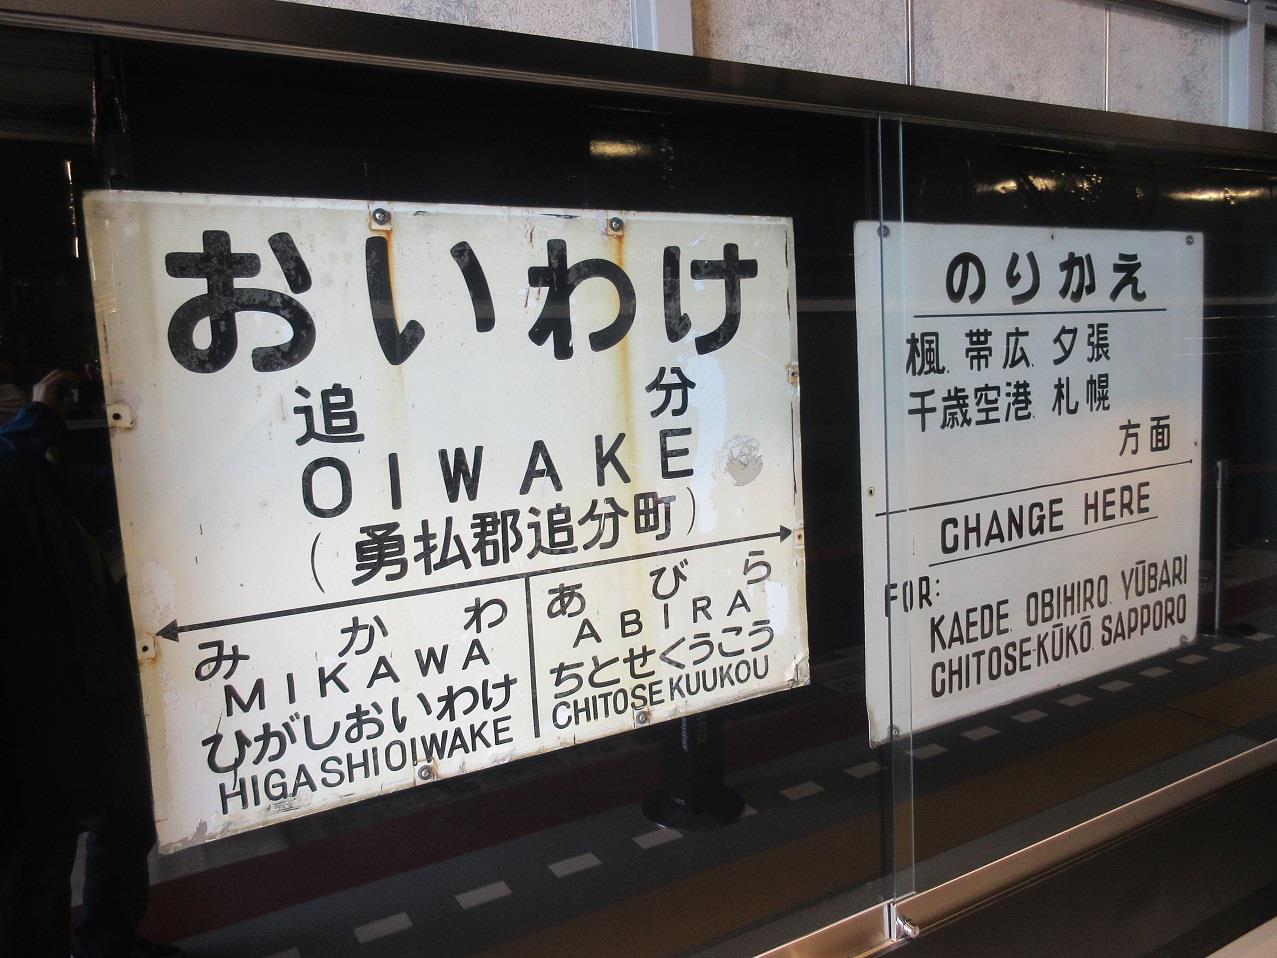 おいわけ
追分
OIWAKE
(勇払郡追分町)
みかわ
MIKAWA
ひがしおいわけ
HIGASHIOIWAKE
あびら
ABIRA
ちとせくうこう
CHITOSE KUUKOU
のりかえ
楓. 帯広. 夕張
千歳空港. 札幌
方面
CHANGE HERE
FOR:
KAEDE. OBIHIRO. YŪBARI
CHITOSE-KŪKŌ. SAPPORO